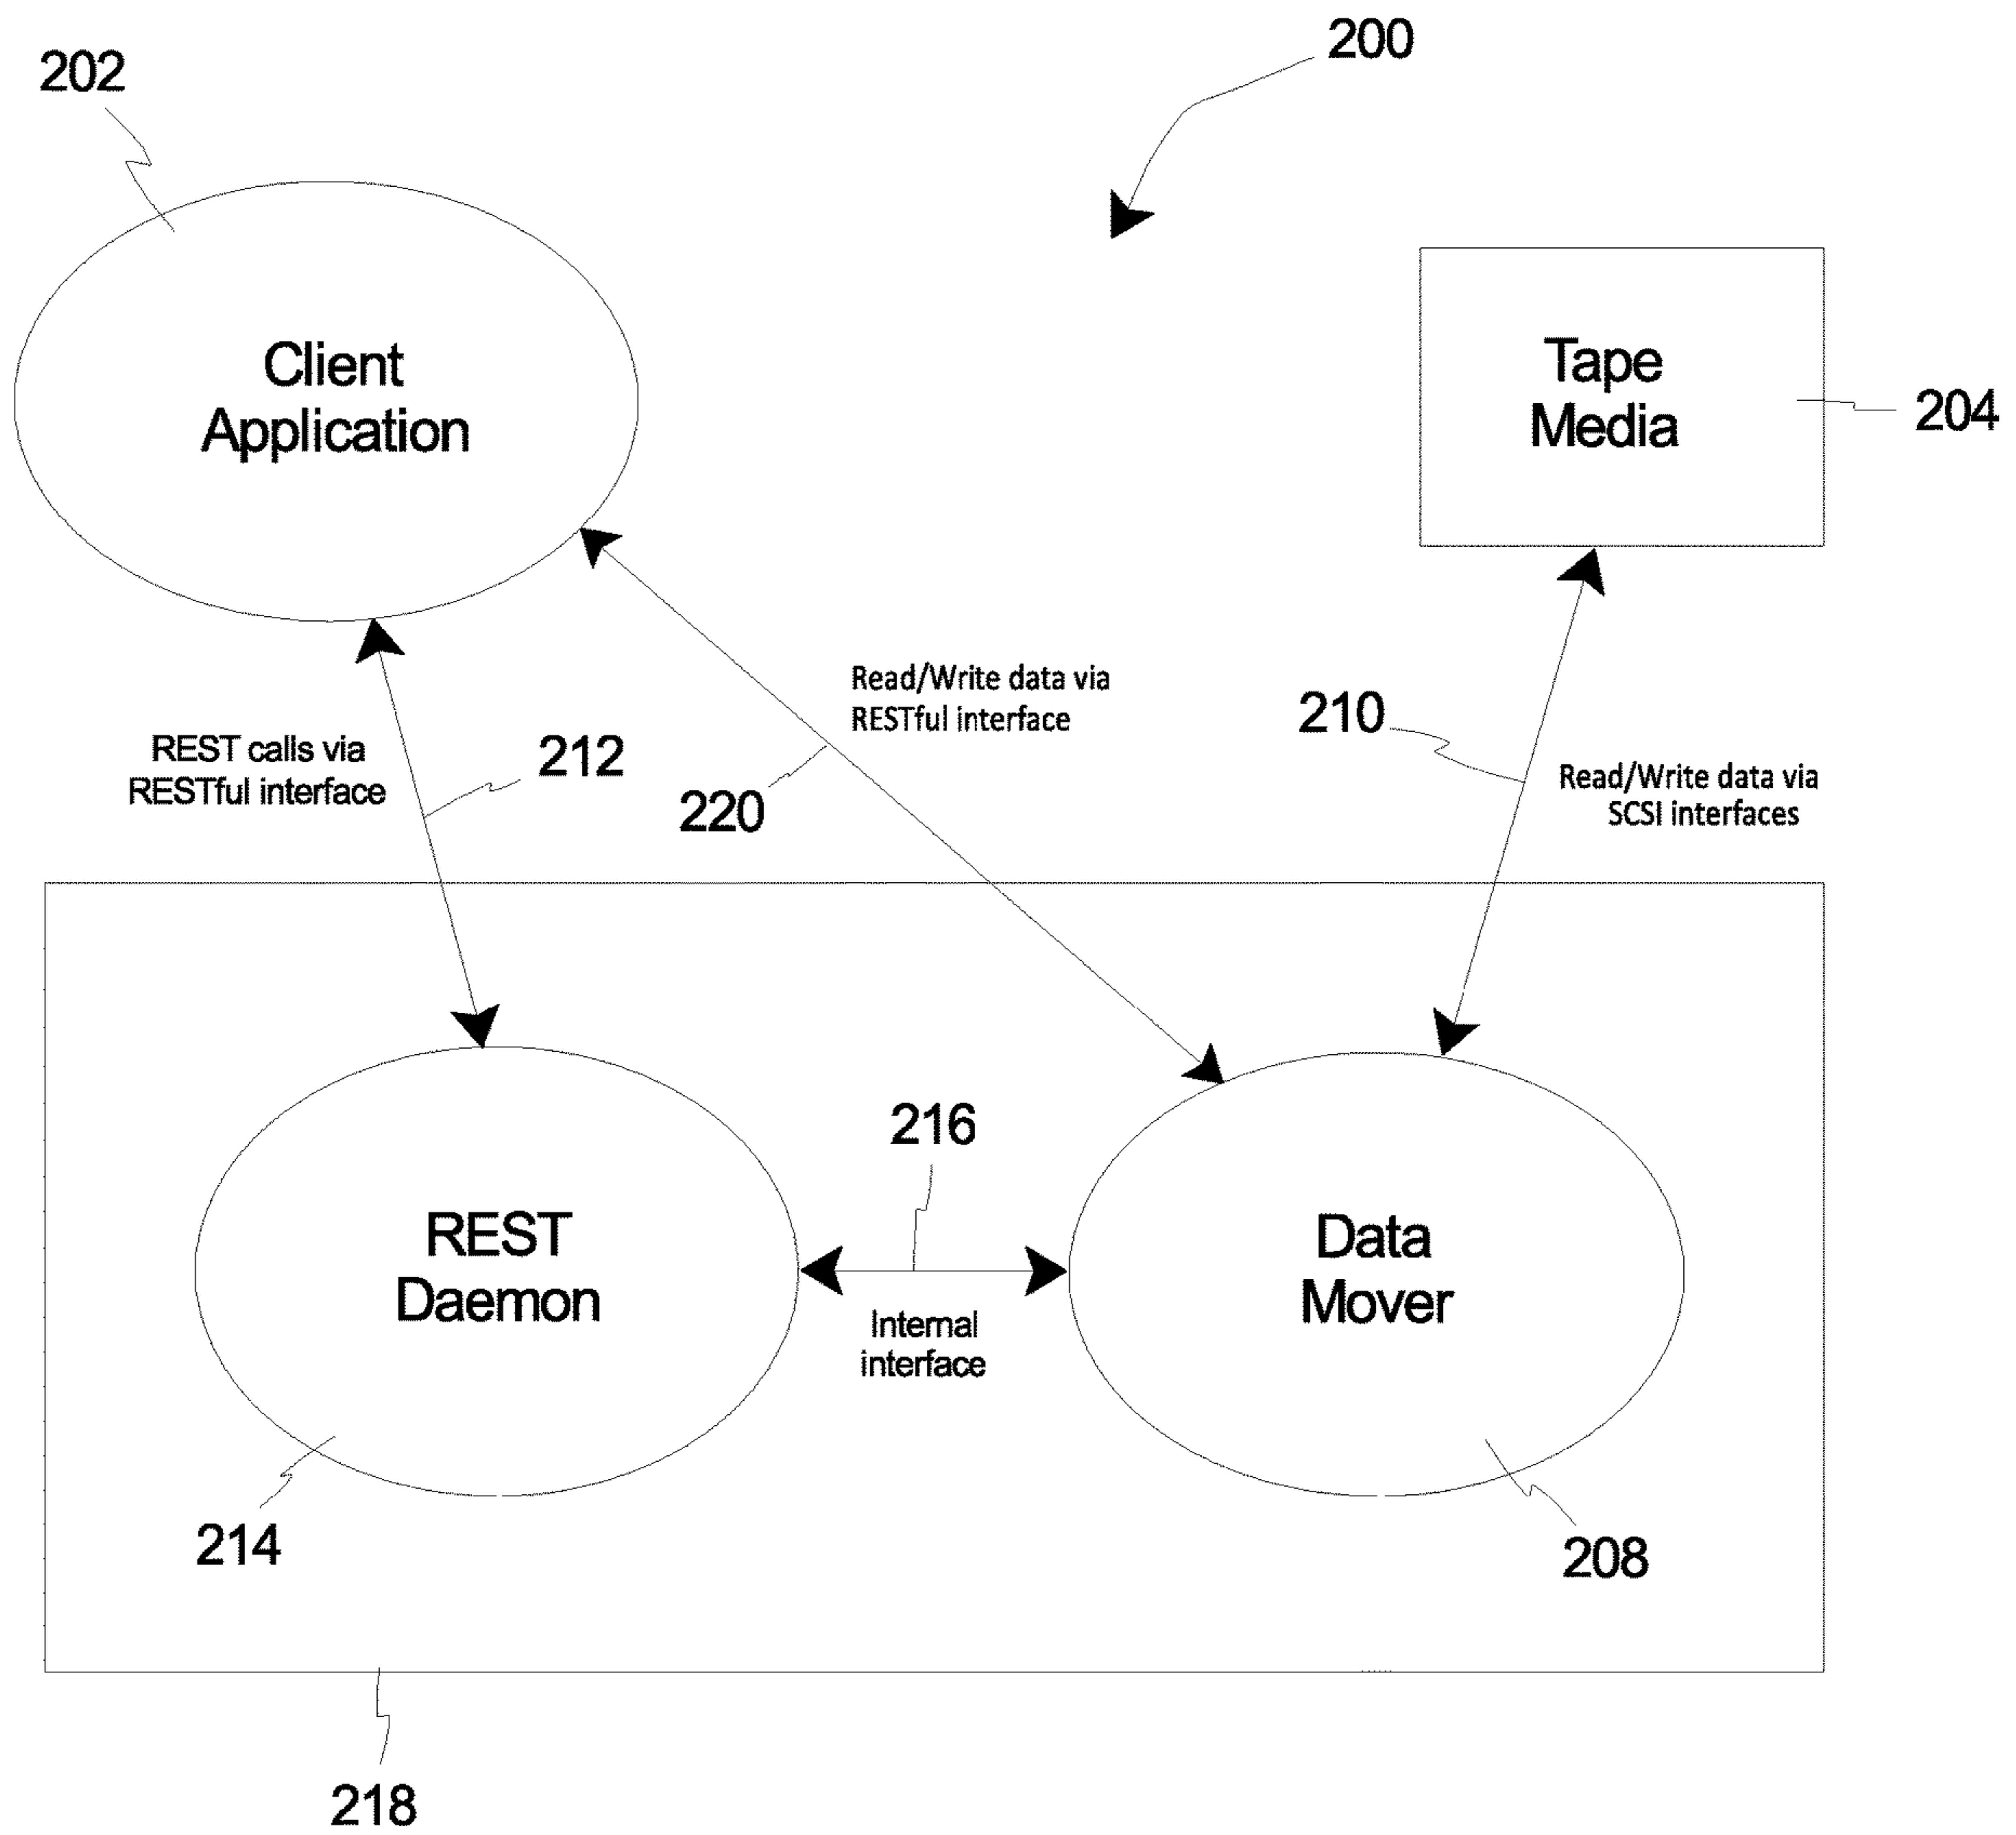 200
202
Client
Application
Tape
Media
204
Read/Write data via
RESTful interface
210
REST calls via
RESTful interface
212
220
Read/Write data via
SCSI interfaces
216
REST
Daemon
Data
Mover
Internal
interface
214
208
218